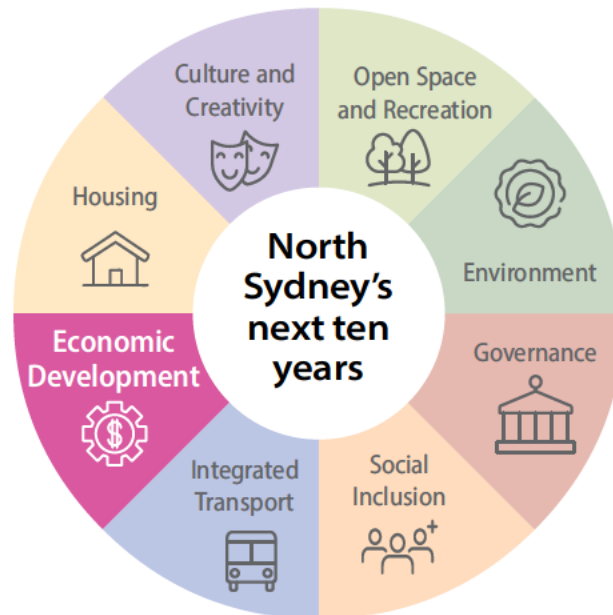 Culture and
Creativity
Open Space
and Recreation
Housing
Environment
North
Sydney's
next ten
years
Economic
Development
$
Governance
Integrated
Transport
Social
Inclusion